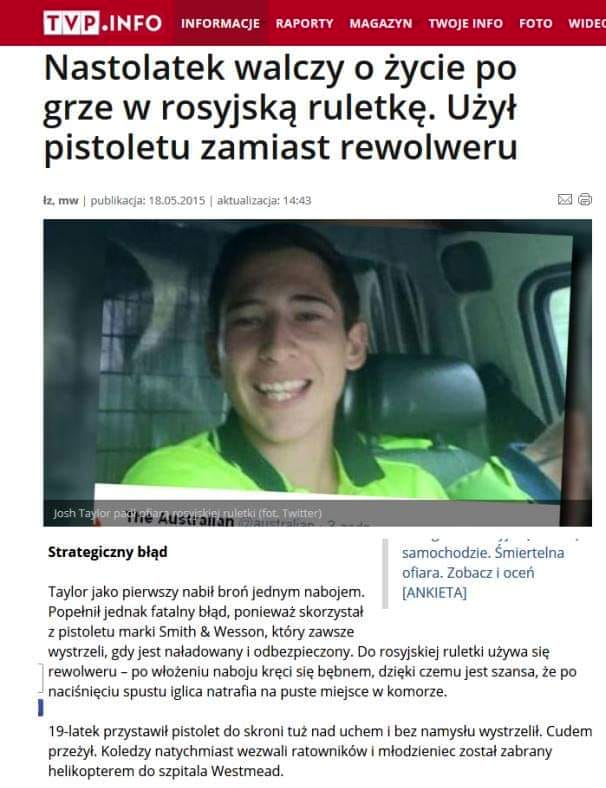 TVP.INFO INFORMACJE RAPORTY MAGAZYN TWOJE INFO FOTO WIDEO
Nastolatek walczy o życie po
grze w rosyjską ruletkę. Użył
pistoletu zamiast rewolweru
łz, mw | publikacja: 18.05.2015 | aktualizacja: 14:43
Josh Taylor padł ofiarą rosyjskiej ruletki (fot. Twitter)
The Australian @australian
Strategiczny błąd
samochodzie. Śmiertelna
ofiara. Zobacz i oceń
[ANKIETA]
Taylor jako pierwszy nabił broń jednym nabojem.
Popełnił jednak fatalny błąd, ponieważ skorzystał
z pistoletu marki Smith & Wesson, który zawsze
wystrzeli, gdy jest naładowany i odbezpieczony. Do rosyjskiej ruletki używa się
rewolweru – po włożeniu naboju kręci się bębnem, dzięki czemu jest szansa, że po
naciśnięciu spustu iglica natrafia na puste miejsce w komorze.
19-latek przystawił pistolet do skroni tuż nad uchem i bez namysłu wystrzelił. Cudem
przeżył. Koledzy natychmiast wezwali ratowników i młodzieniec został zabrany
helikopterem do szpitala Westmead.